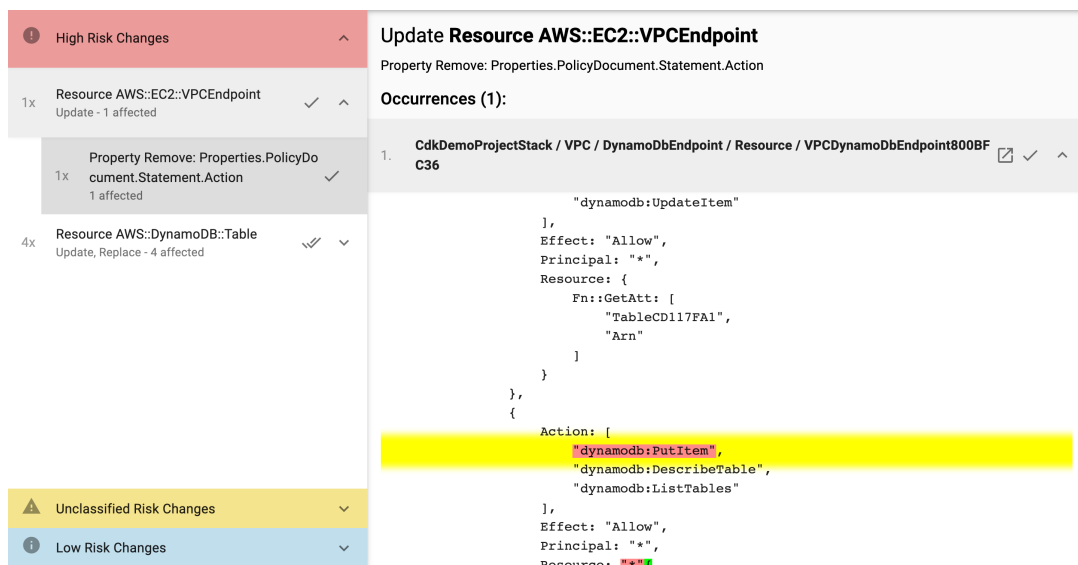 High Risk Changes
1x
Resource AWS::EC2::VPCEndpoint
Update - 1 affected
1x
Property Remove: Properties.PolicyDo
cument.Statement.Action
1 affected
4x
Resource AWS::DynamoDB::Table
Update, Replace - 4 affected
Unclassified Risk Changes
Low Risk Changes
Update Resource AWS::EC2::VPCEndpoint
Property Remove: Properties.PolicyDocument.Statement.Action
Occurrences (1):
1.
CdkDemoProjectStack / VPC / DynamoDbEndpoint / Resource / VPCDynamoDbEndpoint800BF
C36
"dynamodb:UpdateItem"
],
Effect: "Allow",
Principal: "*",
Resource: {
Fn::GetAtt: [
"TableCD117FA1",
"Arn"
]
}
},
{
Action: [
"dynamodb:PutItem",
"dynamodb:DescribeTable",
"dynamodb:ListTables"
],
Effect: "Allow",
Principal: "*",
Resource: "*"{